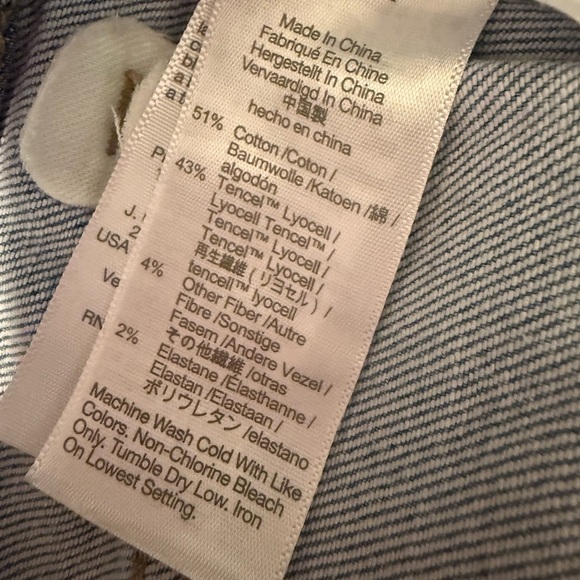 Made In China
Fabriqué En Chine
Hergestellt In China
Vervaardigd In China
中国製
hecho en china
51% Cotton /Coton /
Baumwolle /Katoen /綿 /
algodón
43% Tencel™ Lyocell /
Lyocell Tencel™ /
Tencel™ Lyocell /
Tencel™ Lyocell /
再生繊維 (リヨセル) /
tencell™ lyocell
4% Other Fiber /Autre
Fibre /Sonstige
Fasern /Andere Vezel /
その他繊維 /otras
2% Elastane /Elasthanne /
Elastan /Elastaan /
ポリウレタン /elastano
Machine Wash Cold With Like
Colors. Non-Chlorine Bleach
Only. Tumble Dry Low. Iron
On Lowest Setting.
J.
USA
RN